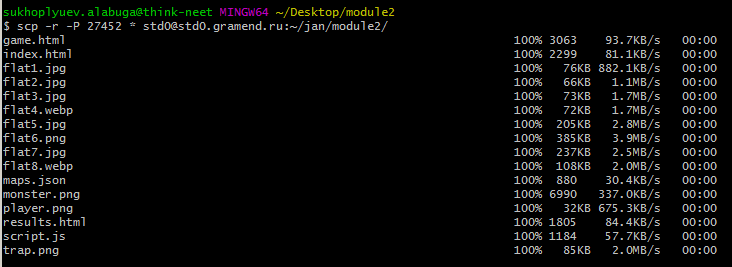 sukhoplyuev.alabuga@think-neet MINGW64 ~/Desktop/module2
$ scp -r -P 27452 * std0@std0.gramend.ru:~/jan/module2/
game.html 100% 3063 93.7KB/s 00:00
index.html 100% 2299 81.1KB/s 00:00
flat1.jpg 100% 76KB 882.1KB/s 00:00
flat2.jpg 100% 66KB 1.1MB/s 00:00
flat3.jpg 100% 73KB 1.7MB/s 00:00
flat4.webp 100% 72KB 1.7MB/s 00:00
flat5.jpg 100% 205KB 2.8MB/s 00:00
flat6.png 100% 385KB 3.9MB/s 00:00
flat7.jpg 100% 237KB 2.5MB/s 00:00
flat8.webp 100% 108KB 2.0MB/s 00:00
maps.json 100% 880 30.4KB/s 00:00
monster.png 100% 6990 337.0KB/s 00:00
player.png 100% 32KB 675.3KB/s 00:00
results.html 100% 1805 84.4KB/s 00:00
script.js 100% 1184 57.7KB/s 00:00
trap.png 100% 85KB 2.0MB/s 00:00